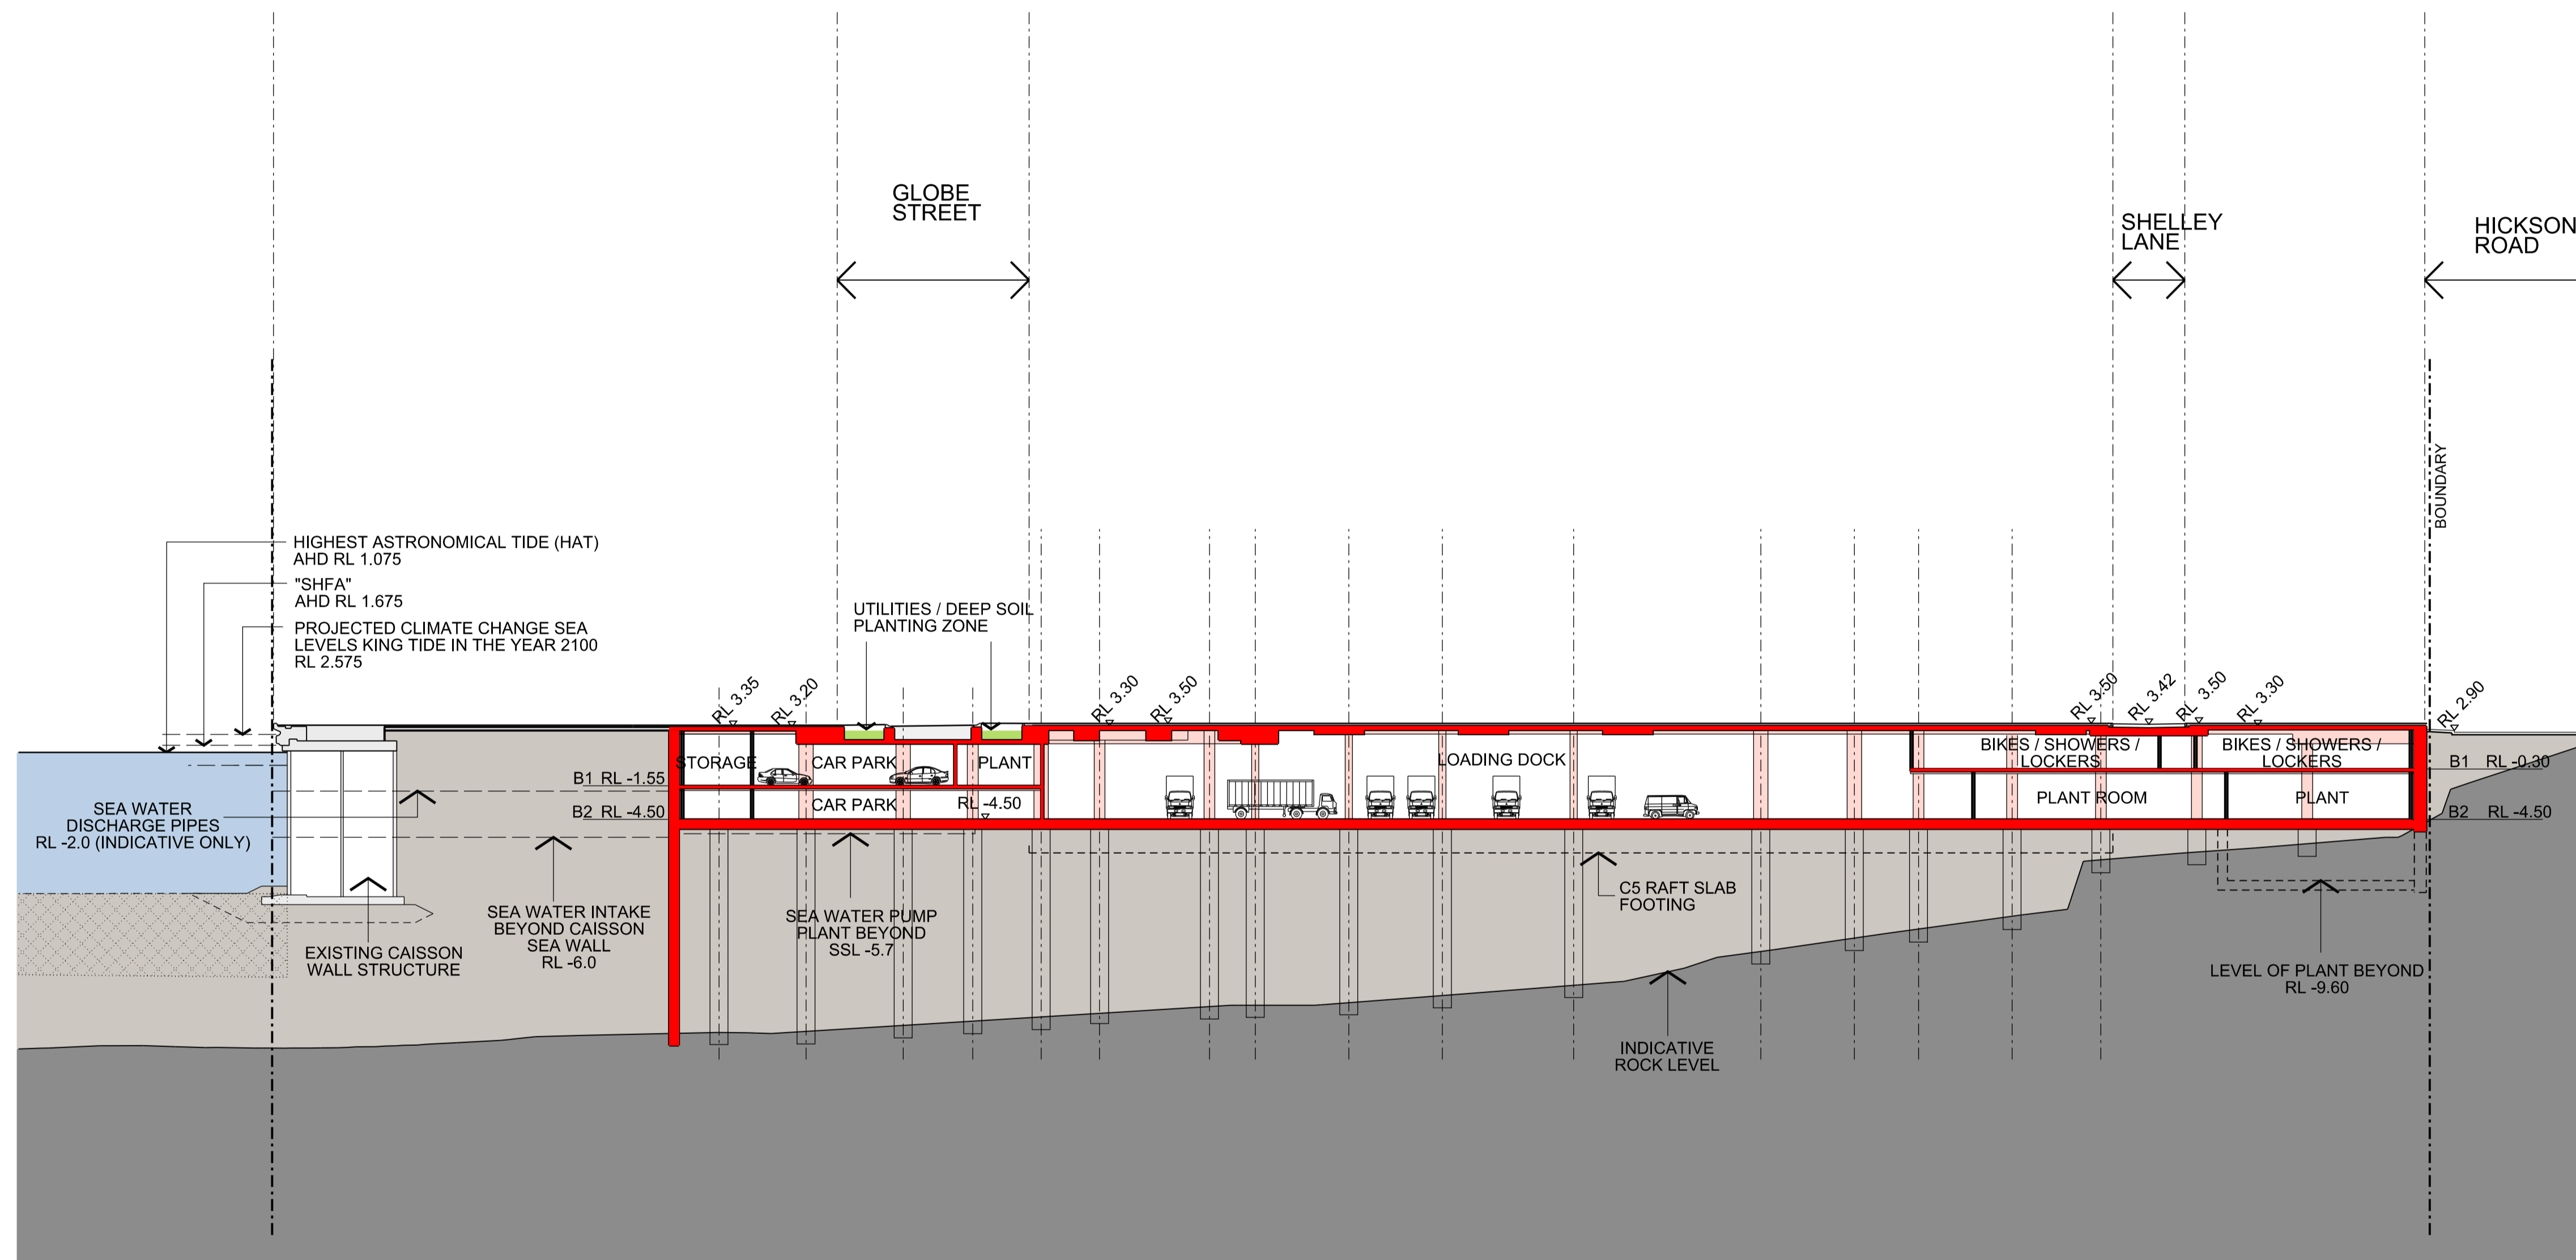 GLOBE
STREET
SHELLEY
LANE
HICKSON
ROAD
BOUNDARY
HIGHEST ASTRONOMICAL TIDE (HAT)
AHD RL 1.075
"SHFA"
AHD RL 1.675
PROJECTED CLIMATE CHANGE SEA
LEVELS KING TIDE IN THE YEAR 2100
RL 2.575
UTILITIES / DEEP SOIL
PLANTING ZONE
RL 3.35
RL 3.20
RL 3.30
RL 3.50
RL 3.50
RL 3.42
RL 3.50
RL 3.30
RL 2.90
STORAGE
CAR PARK
PLANT
LOADING DOCK
BIKES / SHOWERS /
LOCKERS
BIKES / SHOWERS /
LOCKERS
B1 RL -1.55
B1 RL -0.30
CAR PARK
RL -4.50
PLANT ROOM
PLANT
B2 RL -4.50
B2 RL -4.50
SEA WATER
DISCHARGE PIPES
RL -2.0 (INDICATIVE ONLY)
EXISTING CAISSON
WALL STRUCTURE
SEA WATER INTAKE
BEYOND CAISSON
SEA WALL
RL -6.0
SEA WATER PUMP
PLANT BEYOND
SSL -5.7
C5 RAFT SLAB
FOOTING
LEVEL OF PLANT BEYOND
RL -9.60
INDICATIVE
ROCK LEVEL